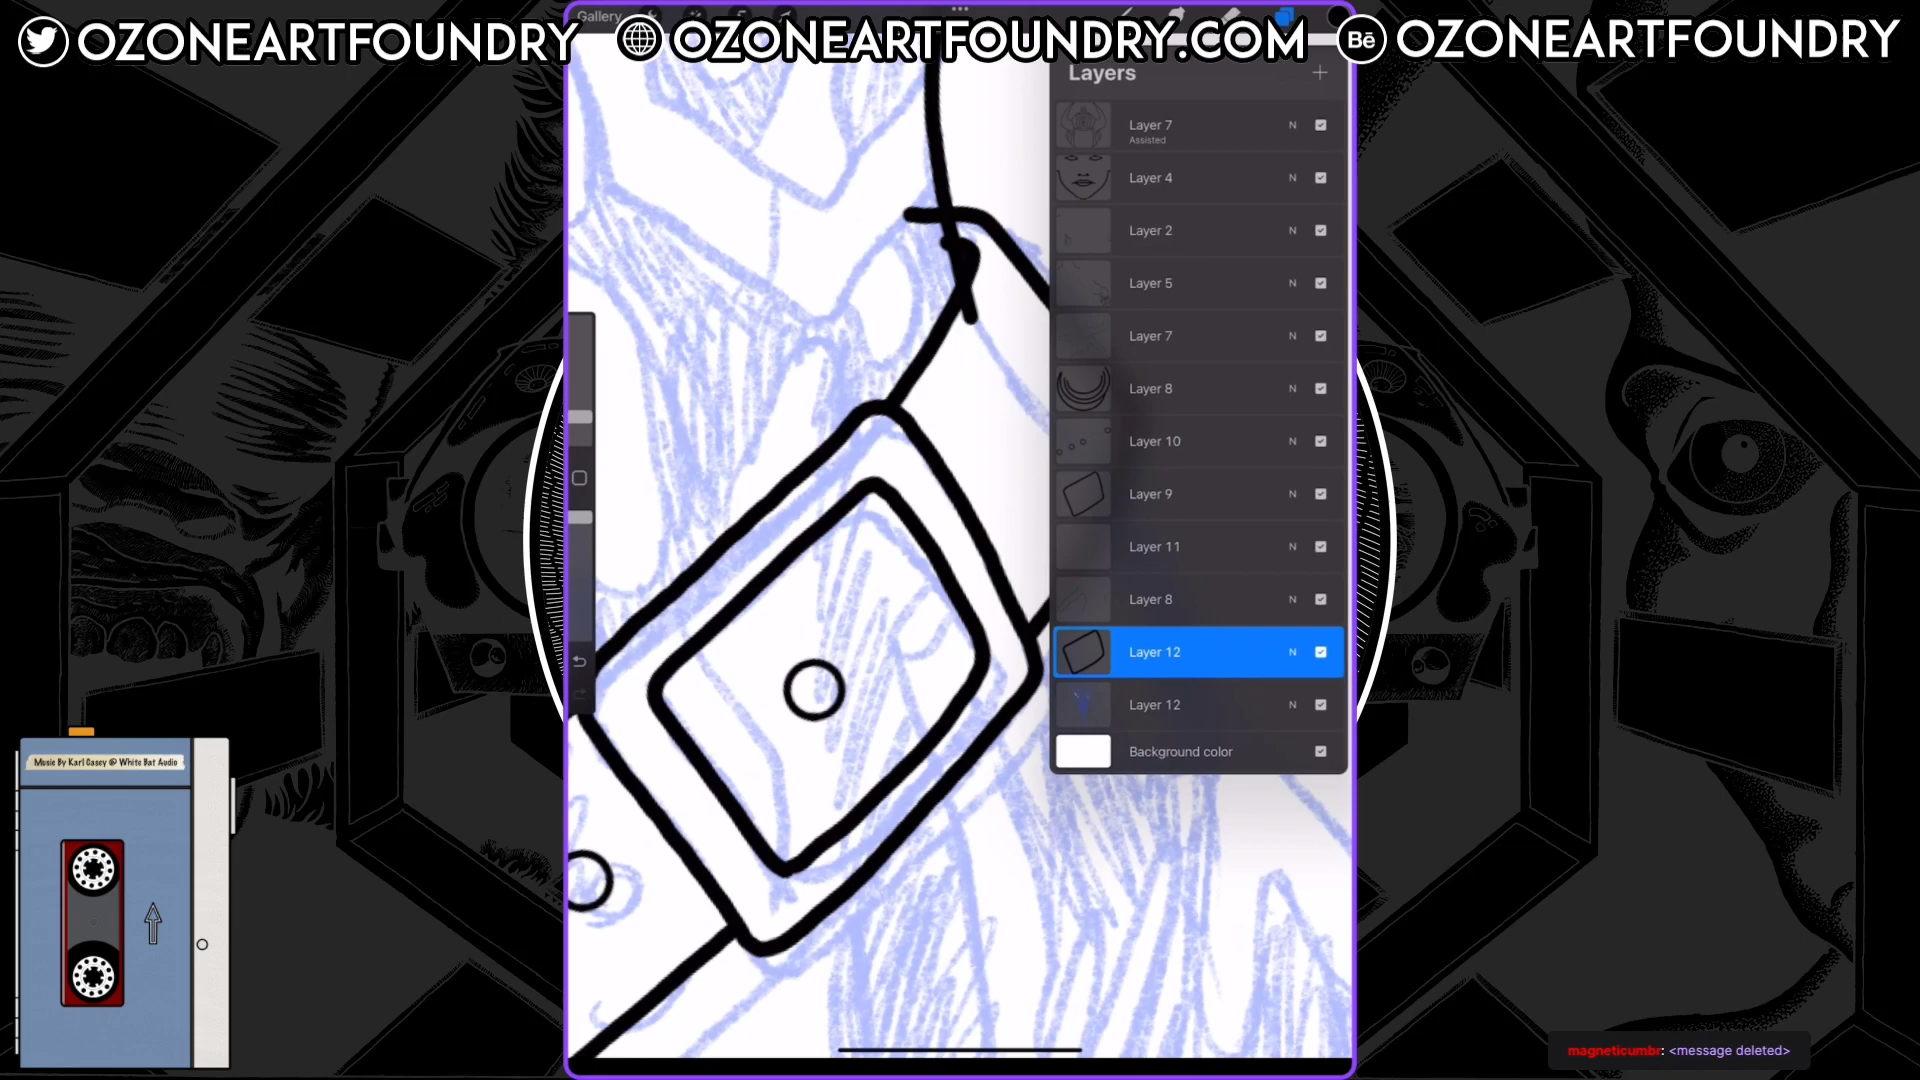 OZONEARTFOUNDRY
OZONEARTFOUNDRY.COM
Bē OZONEARTFOUNDRY
Gallery
Layers
Layer 7 N
Assisted
Layer 4 N
Layer 2 N
Layer 5 N
Layer 7 N
Layer 8 N
Layer 10 N
Layer 9 N
Layer 11 N
Layer 8 N
Layer 12 N
Layer 12 N
Background color
Music By Karl Casey @ White Bat Audio
magneticumbr: <message deleted>